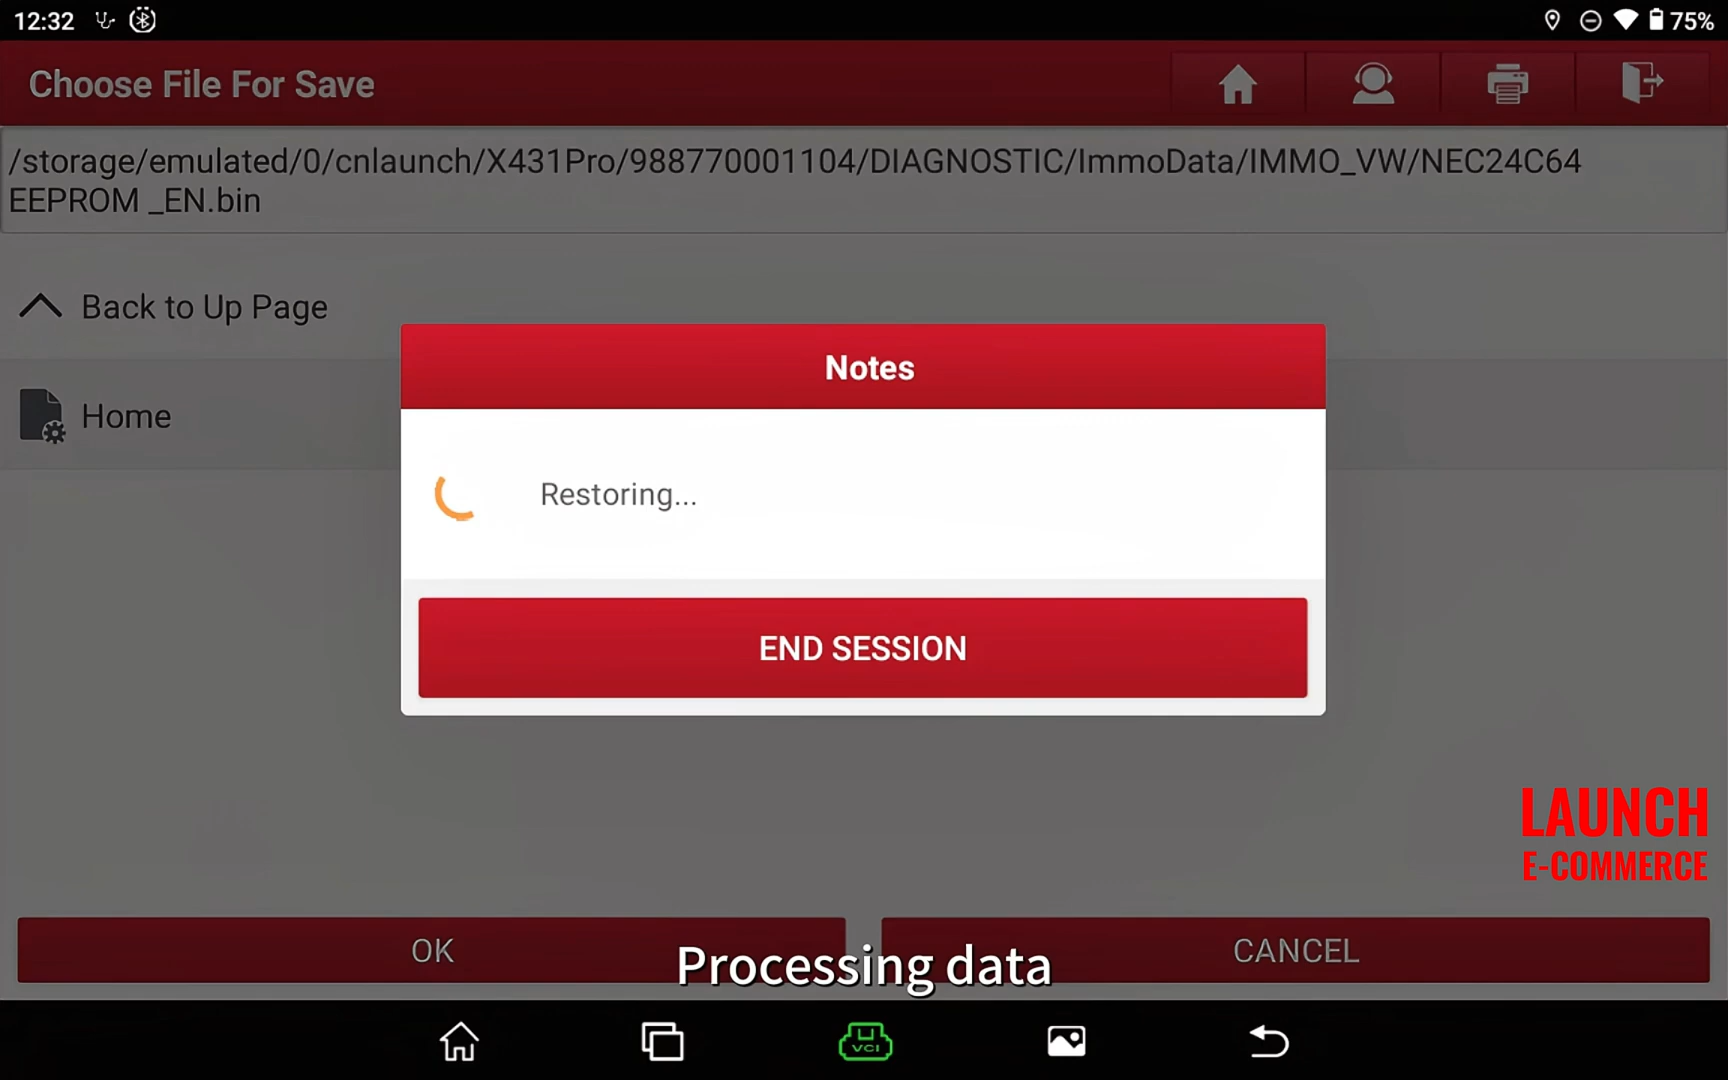 12:32
75%
Choose File For Save
/storage/emulated/0/cnlaunch/X431Pro/988770001104/DIAGNOSTIC/ImmoData/IMMO_VW/NEC24C64
EEPROM _EN.bin
Back to Up Page
Home
Notes
Restoring...
END SESSION
LAUNCH
E-COMMERCE
OK
CANCEL
Processing data
VCI